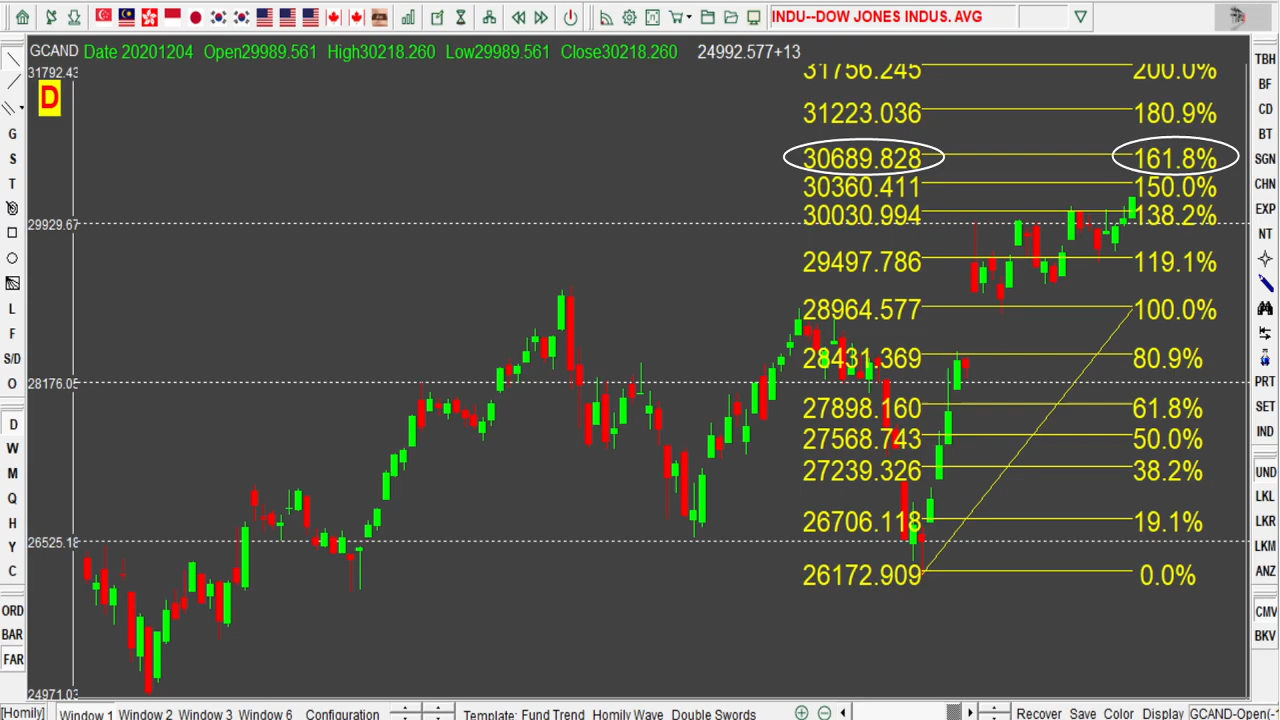 INDU--DOW JONES INDUS. AVG
GCAND Date 20201204 Open29989.561 High30218.260 Low29989.561 Close30218.260 24992.577+13
31792.43
D
31756.245 200.0%
31223.036 180.9%
30689.828 161.8%
30360.411 150.0%
30030.994 138.2%
29929.67
29497.786 119.1%
28964.577 100.0%
28431.369 80.9%
28176.05
27898.160 61.8%
27568.743 50.0%
27239.326 38.2%
26706.118 19.1%
26525.18
26172.909 0.0%
24971.03
G
S
T
L
F
S/D
O
D
W
M
Q
H
Y
C
ORD
BAR
FAR
TBH
BF
CD
BT
SGN
CHN
EXP
NT
PRT
SET
IND
UND
LKL
LKR
LKM
ANZ
CMV
BKV
[Homily] Window 1 Window 2 Window 3 Window 6 Configuration Template: Fung Trend Homily Wave Double Swords Recover Save Color Display GCAND-Open(-1